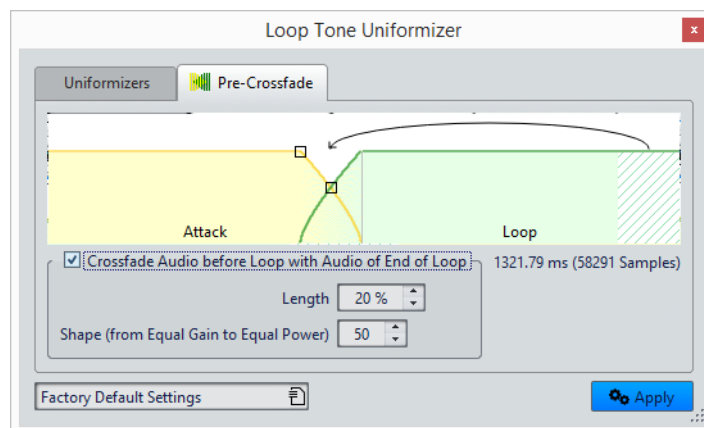 Loop Tone Uniformizer
x
Uniformizers
Pre-Crossfade
Attack
Loop
Crossfade Audio before Loop with Audio of End of Loop
1321.79 ms (58291 Samples)
Length 20 %
Shape (from Equal Gain to Equal Power) 50
Factory Default Settings
Apply